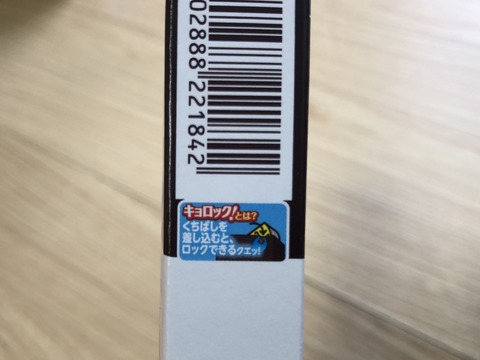 02888 221842
キョロック!とは?
くちばしを
差し込むと、
ロックできるクエッ!